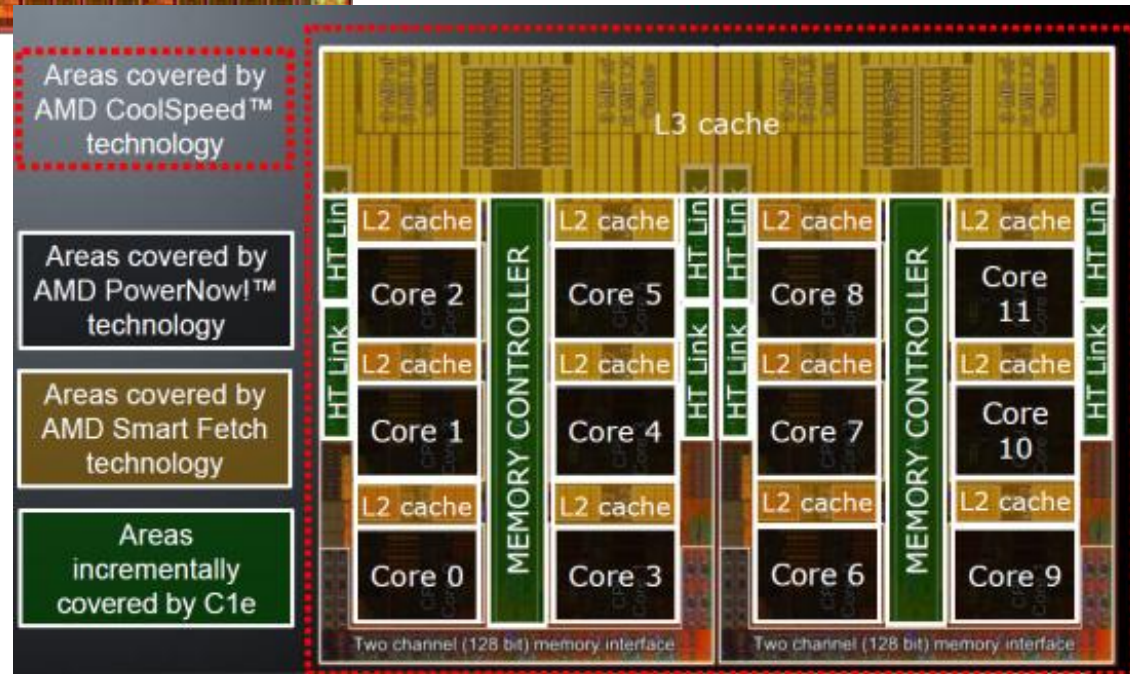 Areas covered by
AMD CoolSpeed™
technology
Areas covered by
AMD PowerNow!™
technology
Areas covered by
AMD Smart Fetch
technology
Areas
incrementally
covered by C1e
L3 cache
HT Link
HT Link
HT Link
HT Link
L2 cache
L2 cache
L2 cache
L2 cache
Core 2
Core 5
Core 8
Core
11
MEMORY CONTROLLER
MEMORY CONTROLLER
HT Link
HT Link
HT Link
HT Link
L2 cache
L2 cache
L2 cache
L2 cache
Core 1
Core 4
Core 7
Core
10
L2 cache
L2 cache
L2 cache
L2 cache
Core 0
Core 3
Core 6
Core 9
Two channel (128 bit) memory interface
Two channel (128 bit) memory interface